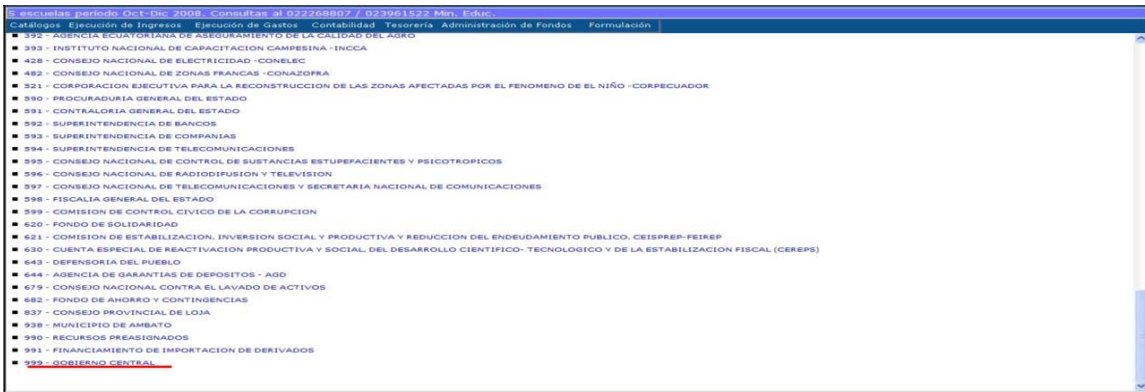 5 escuelas período Oct-Dic 2008. Consultas al 022268807 / 023961522 Min. Educ.
Catálogos Ejecución de Ingresos Ejecución de Gastos Contabilidad Tesorería Administración de Fondos Formulación
392 - AGENCIA ECUATORIANA DE ASEGURAMIENTO DE LA CALIDAD DEL AGRO
393 - INSTITUTO NACIONAL DE CAPACITACION CAMPESINA -INCCA
428 - CONSEJO NACIONAL DE ELECTRICIDAD -CONELEC
482 - CONSEJO NACIONAL DE ZONAS FRANCAS -CONAZOFRA
521 - CORPORACION EJECUTIVA PARA LA RECONSTRUCCION DE LAS ZONAS AFECTADAS POR EL FENOMENO DE EL NIÑO -CORPECUADOR
590 - PROCURADURIA GENERAL DEL ESTADO
591 - CONTRALORIA GENERAL DEL ESTADO
592 - SUPERINTENDENCIA DE BANCOS
593 - SUPERINTENDENCIA DE COMPANIAS
594 - SUPERINTENDENCIA DE TELECOMUNICACIONES
595 - CONSEJO NACIONAL DE CONTROL DE SUSTANCIAS ESTUPEFACIENTES Y PSICOTROPICOS
596 - CONSEJO NACIONAL DE RADIODIFUSION Y TELEVISION
597 - CONSEJO NACIONAL DE TELECOMUNICACIONES Y SECRETARIA NACIONAL DE COMUNICACIONES
598 - FISCALIA GENERAL DEL ESTADO
599 - COMISION DE CONTROL CIVICO DE LA CORRUPCION
620 - FONDO DE SOLIDARIDAD
621 - COMISION DE ESTABILIZACION, INVERSION SOCIAL Y PRODUCTIVA Y REDUCCION DEL ENDEUDAMIENTO PUBLICO, CEISPREP-FEIREP
630 - CUENTA ESPECIAL DE REACTIVACION PRODUCTIVA Y SOCIAL, DEL DESARROLLO CIENTIFICO- TECNOLOGICO Y DE LA ESTABILIZACION FISCAL (CEREPS)
643 - DEFENSORIA DEL PUEBLO
644 - AGENCIA DE GARANTIAS DE DEPOSITOS - AGD
679 - CONSEJO NACIONAL CONTRA EL LAVADO DE ACTIVOS
682 - FONDO DE AHORRO Y CONTINGENCIAS
837 - CONSEJO PROVINCIAL DE LOJA
938 - MUNICIPIO DE AMBATO
990 - RECURSOS PREASIGNADOS
991 - FINANCIAMIENTO DE IMPORTACION DE DERIVADOS
999 - GOBIERNO CENTRAL